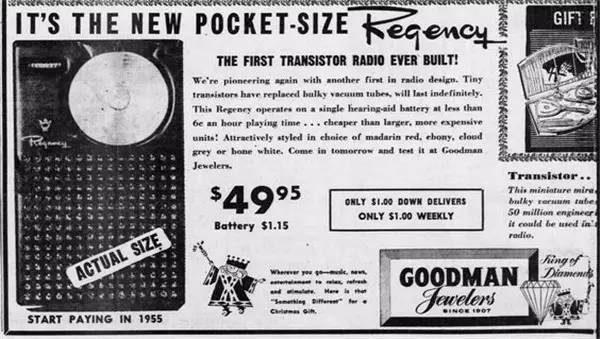 IT'S THE NEW POCKET-SIZE Regency
THE FIRST TRANSISTOR RADIO EVER BUILT!
We're pioneering again with another first in radio design. Tiny
transistors have replaced bulky vacuum tubes, will last indefinitely.
This Regency operates on a single hearing-aid battery at less than
6c an hour playing time . . . cheaper than larger, more expensive
units! Attractively styled in choice of madarin red, ebony, cloud
grey or bone white. Come in tomorrow and test it at Goodman
Jewelers.
$49.95
Battery $1.15
ONLY $1.00 DOWN DELIVERS
ONLY $1.00 WEEKLY
Regency
ACTUAL SIZE
START PAYING IN 1955
Wherever you go—music, news,
entertainment to relax, refresh
and stimulate. Here is that
"Something Different" for a
Christmas Gift.
GOODMAN
Jewelers
SINCE 1907
King of
Diamonds
GIFT
Transistor . .
This miniature
bulky vacuum
50 million
it could be used
radio.